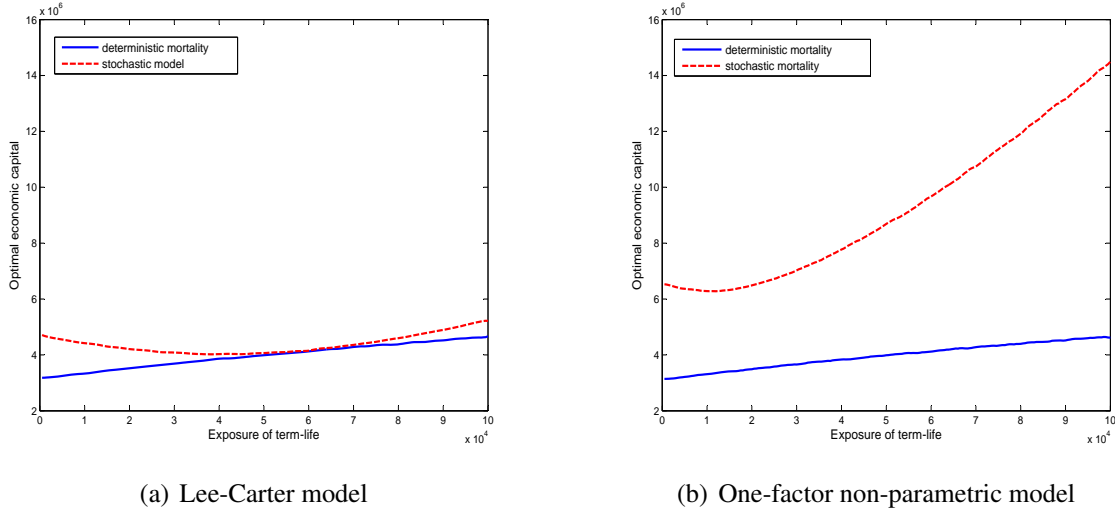 x 10^6
16
14
12
10
8
6
4
2
Optimal economic capital
deterministic mortality
stochastic model
0 1 2 3 4 5 6 7 8 9 10
x 10^4
Exposure of term-life
(a) Lee-Carter model
x 10^6
16
14
12
10
8
6
4
2
Optimal economic capital
deterministic mortality
stochastic mortality
0 1 2 3 4 5 6 7 8 9 10
x 10^4
Exposure of term-life
(b) One-factor non-parametric model